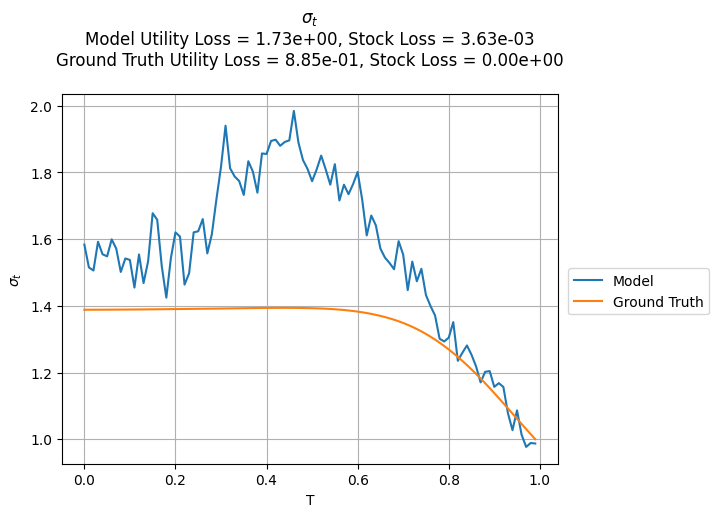 σ_t
Model Utility Loss = 1.73e+00, Stock Loss = 3.63e-03
Ground Truth Utility Loss = 8.85e-01, Stock Loss = 0.00e+00
2.0
1.8
1.6
1.4
1.2
1.0
σ_t
0.0 0.2 0.4 0.6 0.8 1.0
T
Model
Ground Truth